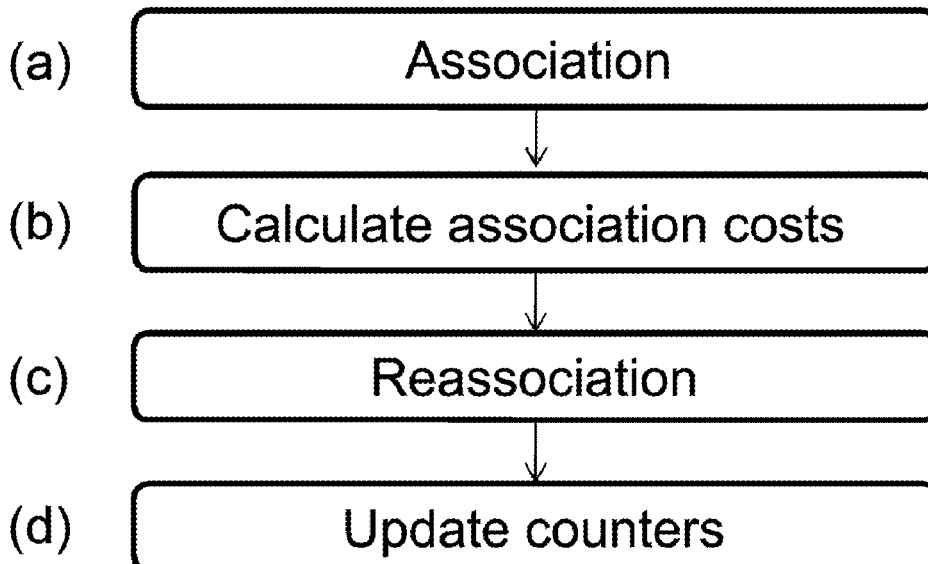 (a) Association
(b) Calculate association costs
(c) Reassociation
(d) Update counters